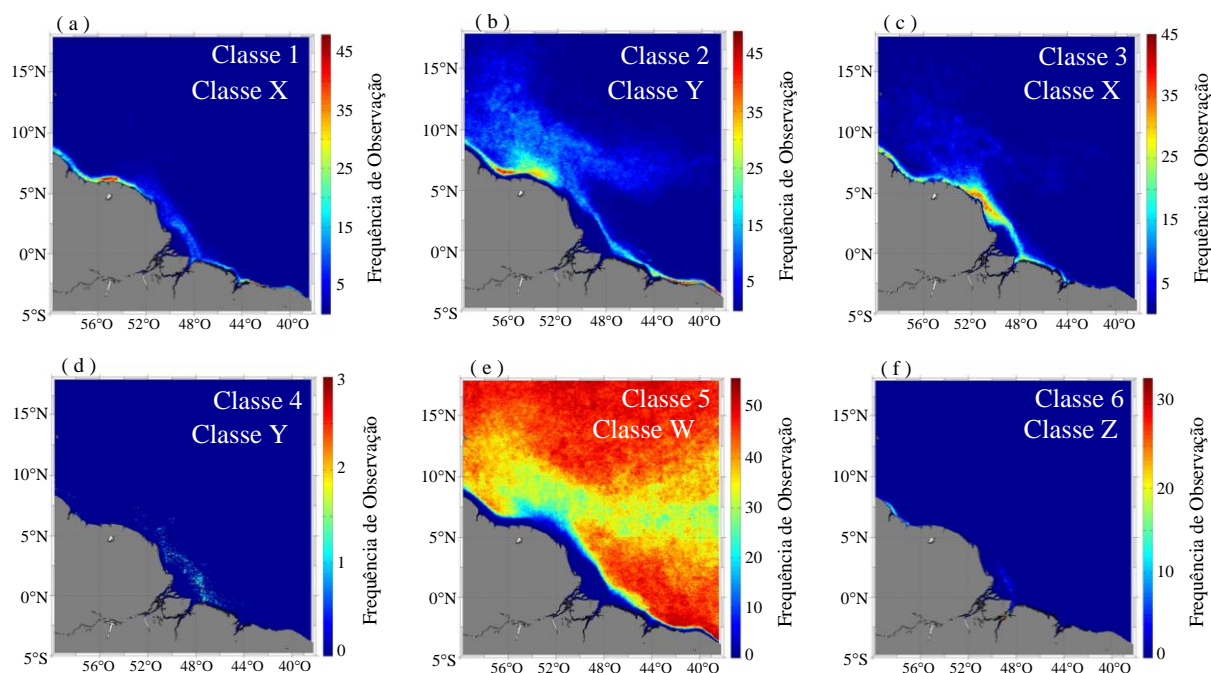 ( a )
Classe 1
Classe X
15°N
10°N
5°N
0°N
5°S
56°O 52°O 48°O 44°O 40°O
45
35
25
15
5
Frequência de Observação
( b )
Classe 2
Classe Y
15°N
10°N
5°N
0°N
5°S
56°O 52°O 48°O 44°O 40°O
45
35
25
15
5
Frequência de Observação
( c )
Classe 3
Classe X
15°N
10°N
5°N
0°N
5°S
56°O 52°O 48°O 44°O 40°O
45
35
25
15
5
Frequência de Observação
( d )
Classe 4
Classe Y
15°N
10°N
5°N
0°N
5°S
56°O 52°O 48°O 44°O 40°O
3
2
1
0
Frequência de Observação
( e )
Classe 5
Classe W
15°N
10°N
5°N
0°N
5°S
56°O 52°O 48°O 44°O 40°O
50
40
30
20
10
0
Frequência de Observação
( f )
Classe 6
Classe Z
15°N
10°N
5°N
0°N
5°S
56°O 52°O 48°O 44°O 40°O
30
20
10
0
Frequência de Observação